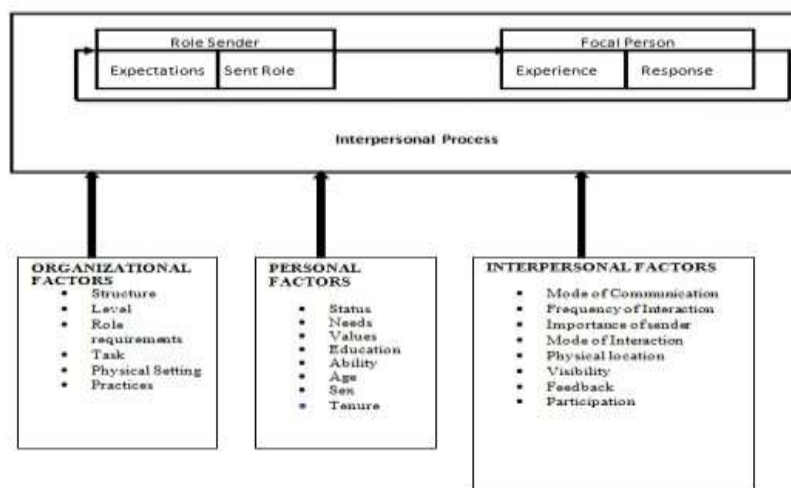 Role Sender
Focal Person
Expectations
Sent Role
Experience
Response
Interpersonal Process
ORGANIZATIONAL
FACTORS
• Structure
• Level
• Role
requirements
• Task
• Physical Setting
• Practices
PERSONAL
FACTORS
• Status
• Needs
• Values
• Education
• Ability
• Age
• Sex
• Tenure
INTERPERSONAL FACTORS
• Mode of Communication
• Frequency of Interaction
• Importance of sender
• Mode of Interaction
• Physical location
• Visibility
• Feedback
• Participation